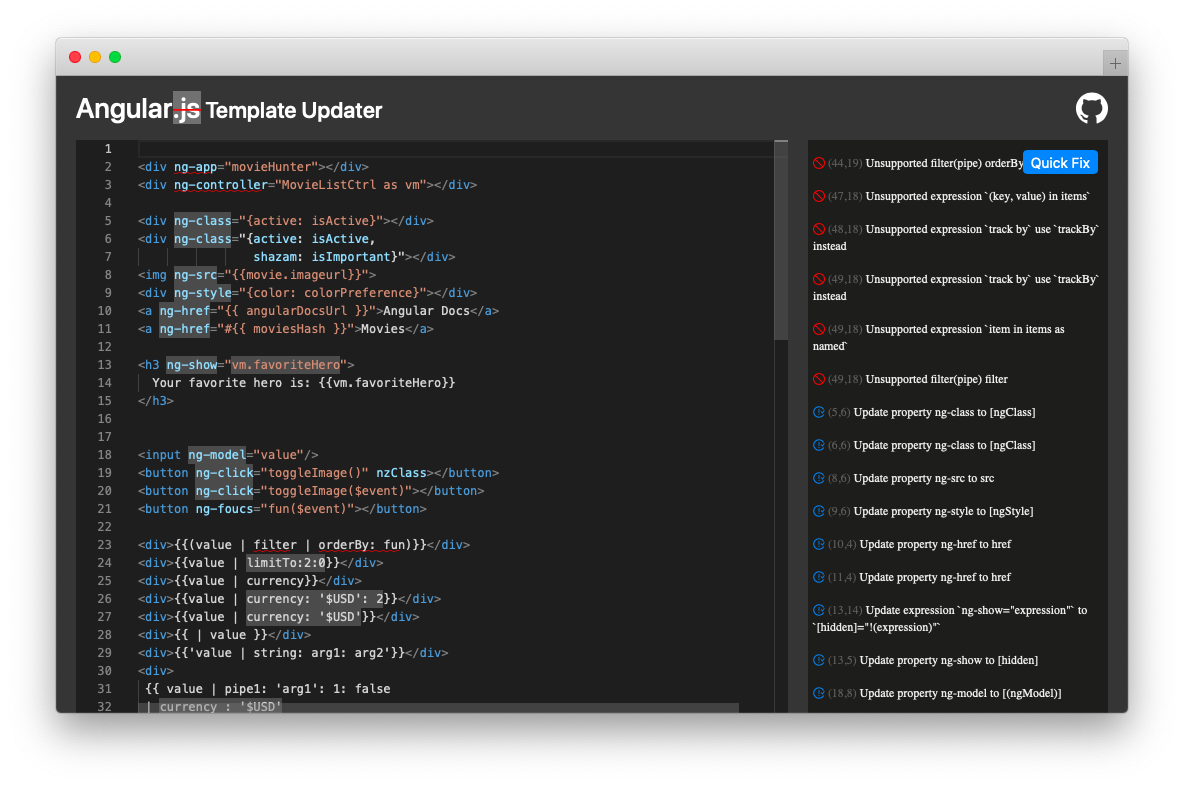 Angular.js Template Updater
1
2 <div ng-app="movieHunter"></div>
3 <div ng-controller="MovieListCtrl as vm"></div>
4
5 <div ng-class="{active: isActive}"></div>
6 <div ng-class="{active: isActive,
7 shazam: isImportant}"></div>
8 <img ng-src="{{movie.imageurl}}">
9 <div ng-style="{color: colorPreference}"></div>
10 <a ng-href="{{ angularDocsUrl }}">Angular Docs</a>
11 <a ng-href="#{{ moviesHash }}">Movies</a>
12
13 <h3 ng-show="vm.favoriteHero">
14 Your favorite hero is: {{vm.favoriteHero}}
15 </h3>
16
17
18 <input ng-model="value"/>
19 <button ng-click="toggleImage()" nzClass></button>
20 <button ng-click="toggleImage($event)"></button>
21 <button ng-foucs="fun($event)"></button>
22
23 <div>{{(value | filter | orderBy: fun)}}</div>
24 <div>{{value | limitTo:2:0}}</div>
25 <div>{{value | currency}}</div>
26 <div>{{value | currency: '$USD': 2}}</div>
27 <div>{{value | currency: '$USD'}}</div>
28 <div>{{ | value }}</div>
29 <div>{{'value | string: arg1: arg2'}}</div>
30 <div>
31 {{ value | pipe1: 'arg1': 1: false
32 | currency : '$USD'
(44,19) Unsupported filter(pipe) orderBy
Quick Fix
(47,18) Unsupported expression `(key, value) in items`
(48,18) Unsupported expression `track by` use `trackBy`
instead
(49,18) Unsupported expression `track by` use `trackBy`
instead
(49,18) Unsupported expression `item in items as
named`
(49,18) Unsupported filter(pipe) filter
(5,6) Update property ng-class to [ngClass]
(6,6) Update property ng-class to [ngClass]
(8,6) Update property ng-src to src
(9,6) Update property ng-style to [ngStyle]
(10,4) Update property ng-href to href
(11,4) Update property ng-href to href
(13,14) Update expression `ng-show="expression"` to
`[hidden]="!(expression)"`
(13,5) Update property ng-show to [hidden]
(18,8) Update property ng-model to [(ngModel)]